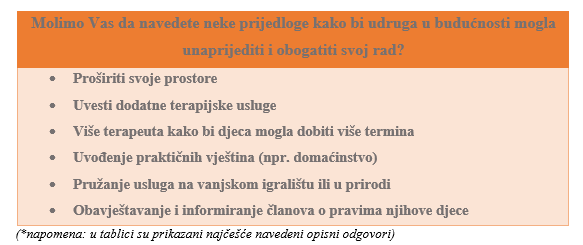 Molimo Vas da navedete neke prijedloge kako bi udruga u budućnosti mogla
unaprijediti i obogatiti svoj rad?
• Proširiti svoje prostore
• Uvesti dodatne terapijske usluge
• Više terapeuta kako bi djeca mogla dobiti više termina
• Uvođenje praktičnih vještina (npr. domaćinstvo)
• Pružanje usluga na vanjskom igralištu ili u prirodi
• Obavještavanje i informiranje članova o pravima njihove djece
(*napomena: u tablici su prikazani najčešće navedeni opisni odgovori)